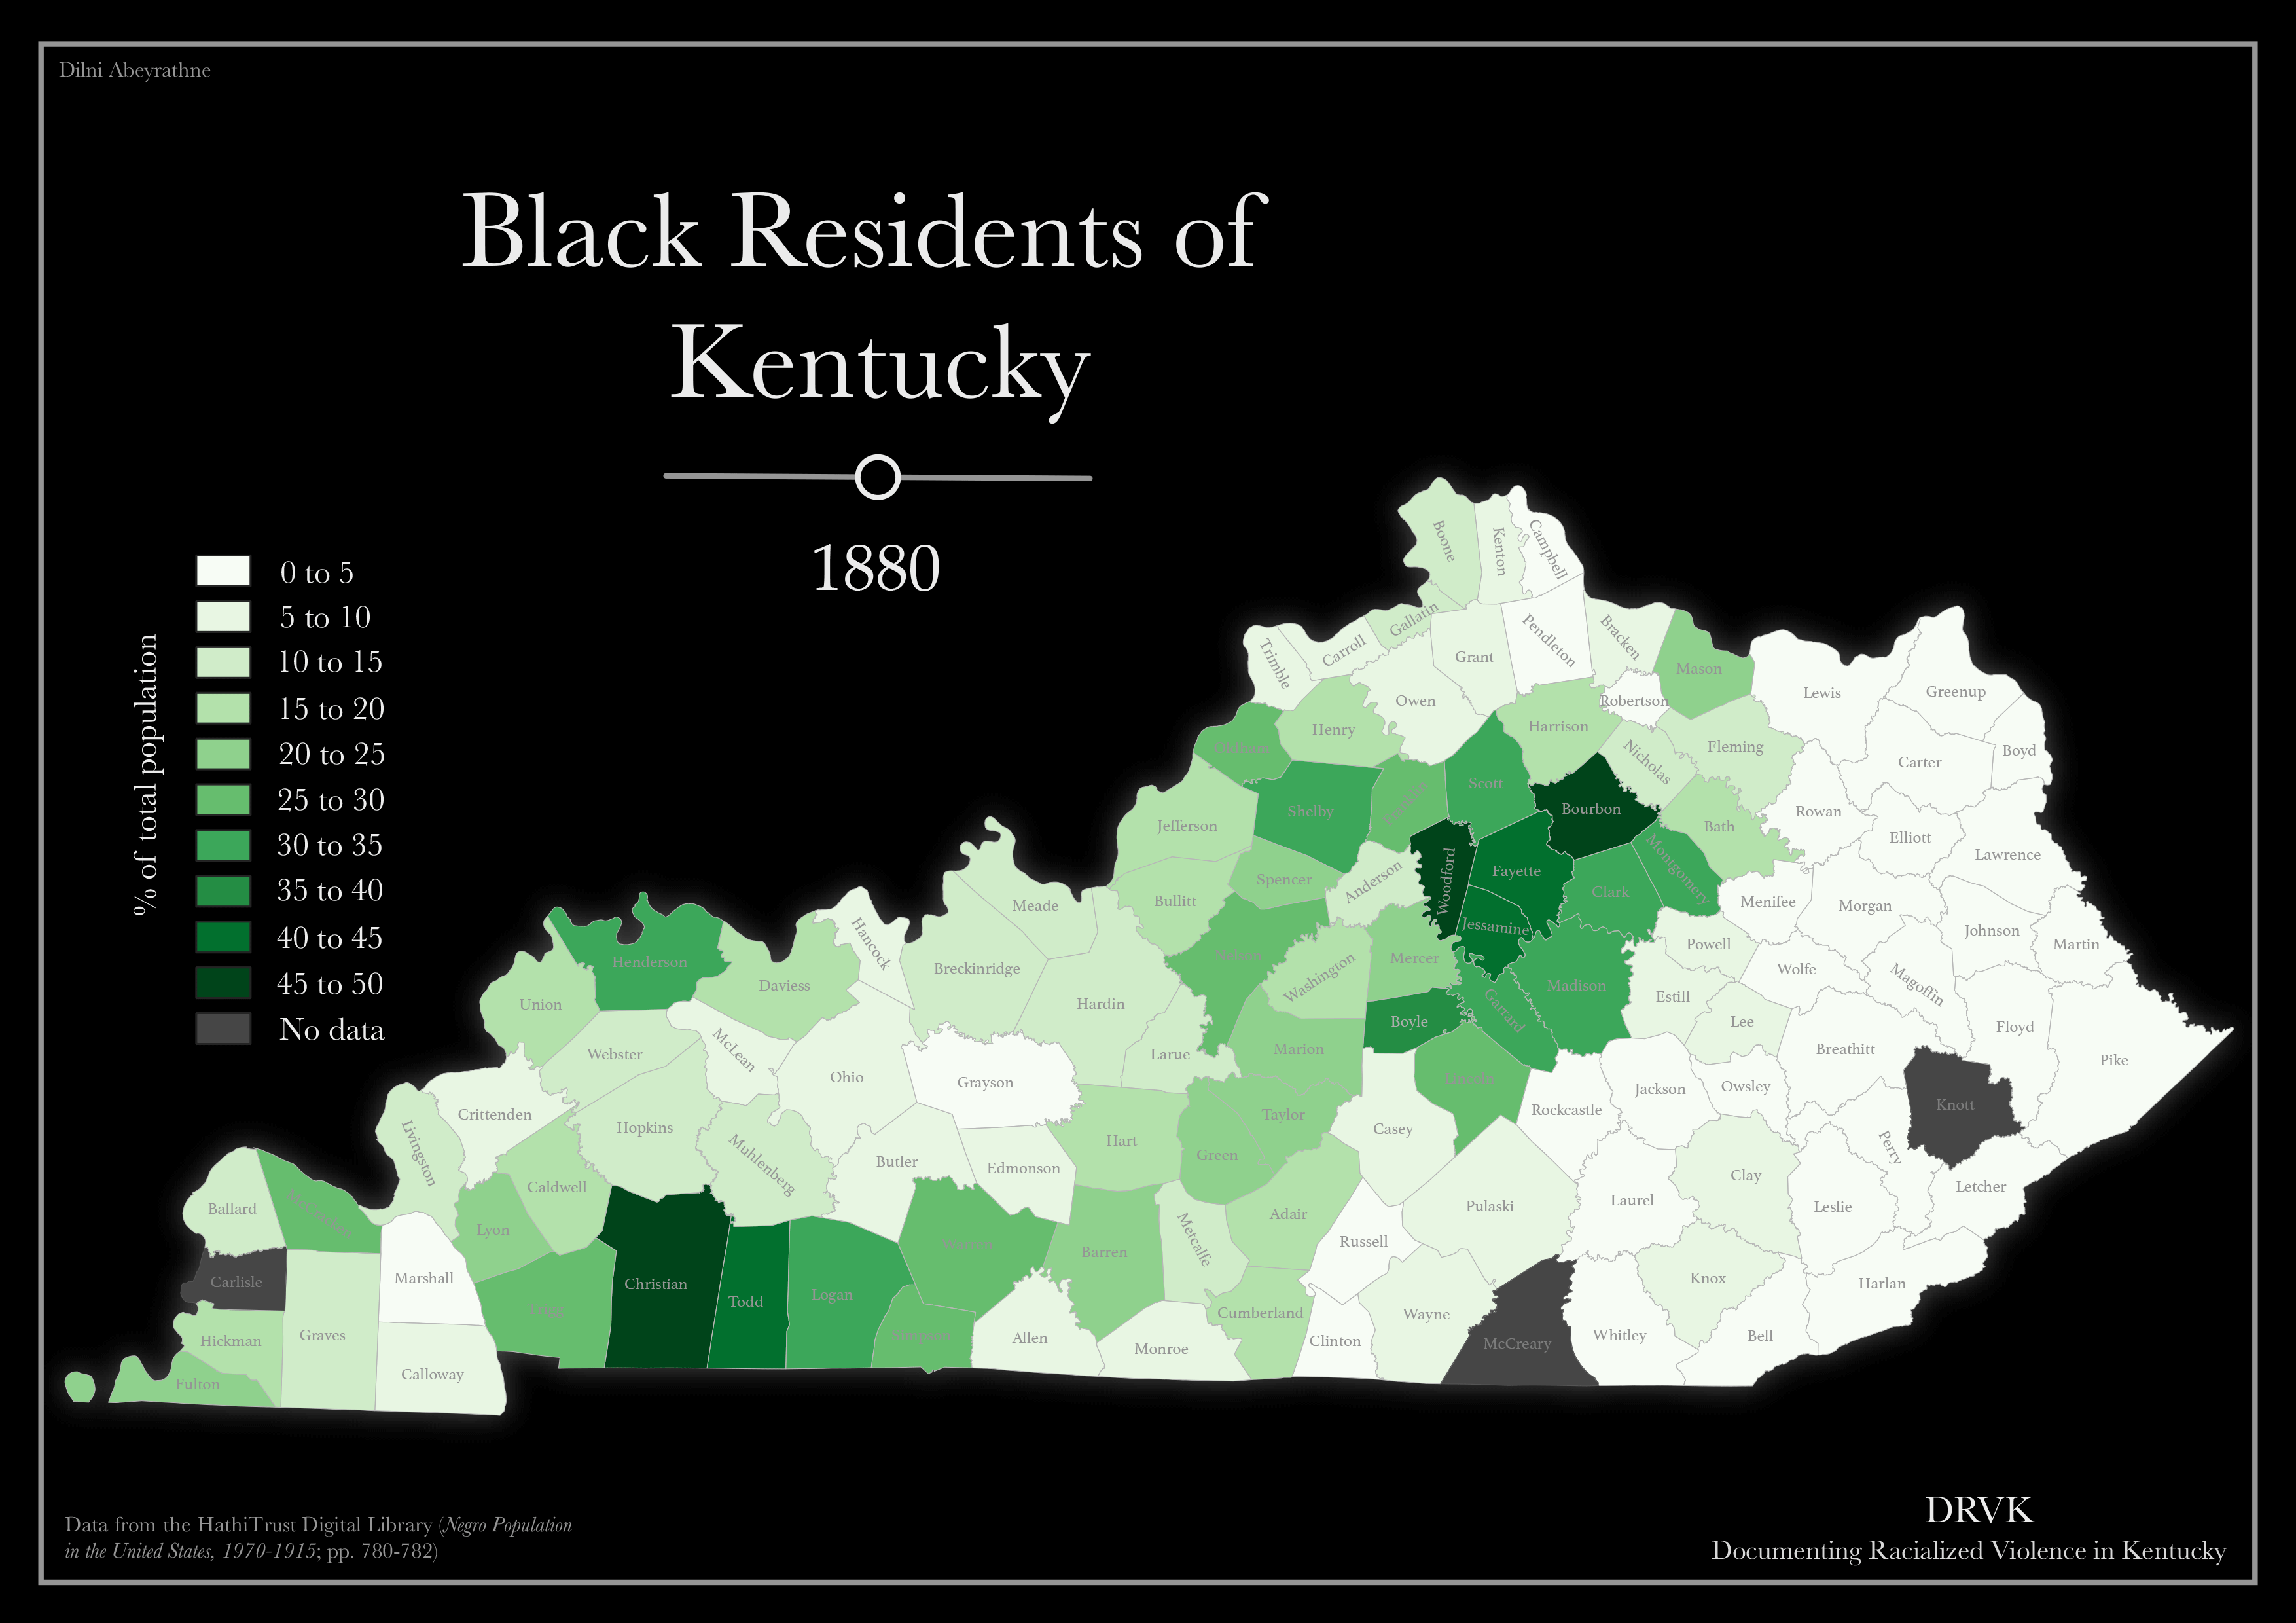 Dilni Abeyrathne
Black Residents of
Kentucky
1880
% of total population
0 to 5
5 to 10
10 to 15
15 to 20
20 to 25
25 to 30
30 to 35
35 to 40
40 to 45
45 to 50
No data
Boone
Kenton
Campbell
Gallatin
Carroll
Trimble
Grant
Pendleton
Bracken
Mason
Lewis
Greenup
Owen
Robertson
Henry
Harrison
Oldham
Nicholas
Fleming
Boyd
Carter
Scott
Shelby
Franklin
Bourbon
Rowan
Jefferson
Bath
Elliott
Lawrence
Montgomery
Fayette
Woodford
Spencer
Anderson
Clark
Bullitt
Menifee
Morgan
Meade
Jessamine
Johnson
Martin
Hancock
Powell
Nelson
Mercer
Henderson
Breckinridge
Wolfe
Washington
Magoffin
Daviess
Madison
Union
Hardin
Estill
Garrard
Boyle
Lee
Floyd
McLean
Marion
Breathitt
Webster
Larue
Pike
Ohio
Lincoln
Grayson
Owsley
Jackson
Knott
Rockcastle
Crittenden
Taylor
Hopkins
Casey
Hart
Perry
Livingston
Green
Butler
Muhlenberg
Edmonson
Clay
Caldwell
Letcher
Laurel
Pulaski
Leslie
Ballard
McCracken
Adair
Lyon
Metcalfe
Russell
Warren
Barren
Carlisle
Marshall
Knox
Christian
Harlan
Logan
Todd
Trigg
Cumberland
Wayne
Graves
Hickman
Simpson
Allen
Clinton
Whitley
Bell
McCreary
Monroe
Calloway
Fulton
Data from the HathiTrust Digital Library (Negro Population
in the United States, 1970-1915; pp. 780-782)
DRVK
Documenting Racialized Violence in Kentucky